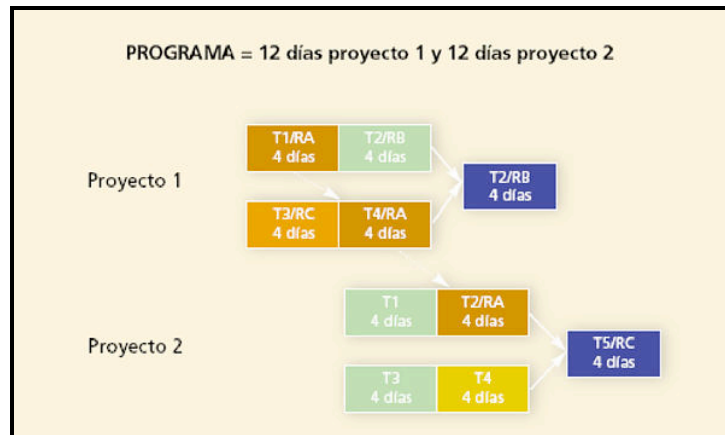 PROGRAMA = 12 días proyecto 1 y 12 días proyecto 2
T1/RA
4 días
T2/RB
4 días
Proyecto 1
T2/RB
4 días
T3/RC
4 días
T4/RA
4 días
T1
4 días
T2/RA
4 días
Proyecto 2
T5/RC
4 días
T3
4 días
T4
4 días